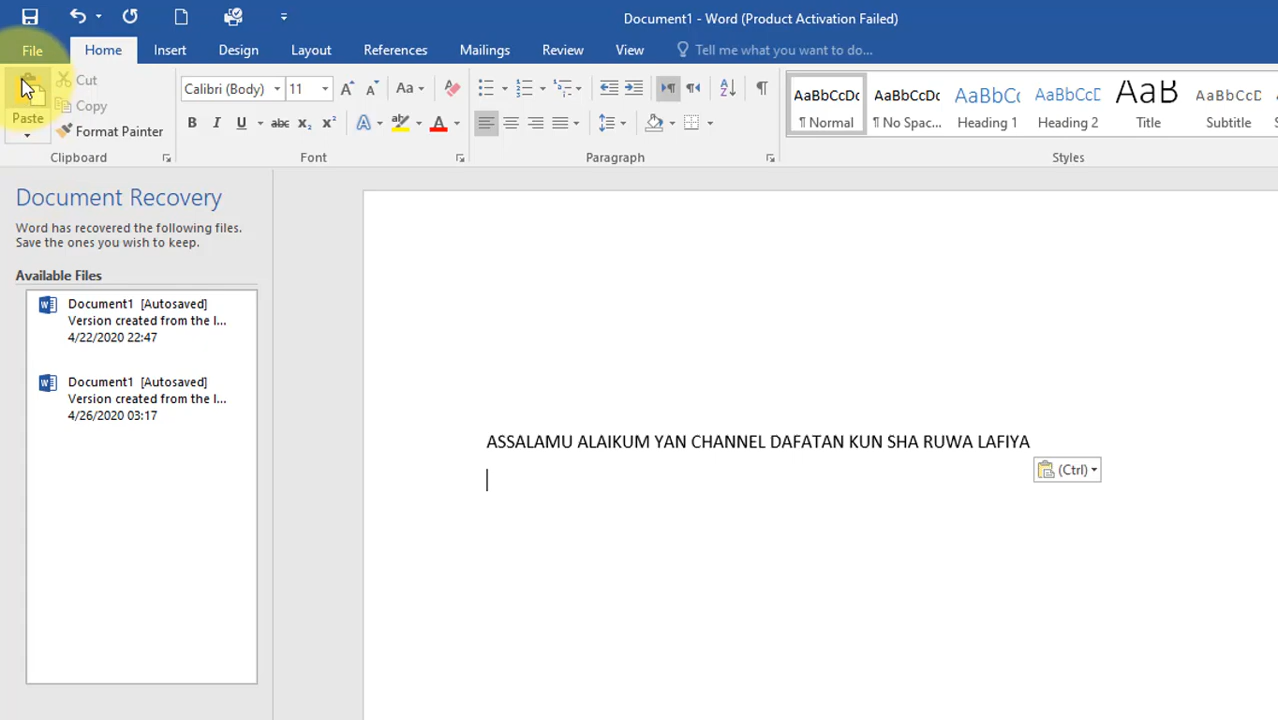 Document1 - Word (Product Activation Failed)
File Home Insert Design Layout References Mailings Review View Tell me what you want to do...
Paste
Cut
Copy
Format Painter
Clipboard
Calibri (Body) 11
Aa
B I U abc x₂ x²
A A
Font
Paragraph
AaBbCcDc AaBbCcDc AaBbCc AaBbCcD AaB AaBbCcD
¶ Normal ¶ No Spac... Heading 1 Heading 2 Title Subtitle
Styles
Document Recovery
Word has recovered the following files.
Save the ones you wish to keep.
Available Files
Document1 [Autosaved]
Version created from the l...
4/22/2020 22:47
Document1 [Autosaved]
Version created from the l...
4/26/2020 03:17
ASSALAMU ALAIKUM YAN CHANNEL DAFATAN KUN SHA RUWA LAFIYA
(Ctrl)